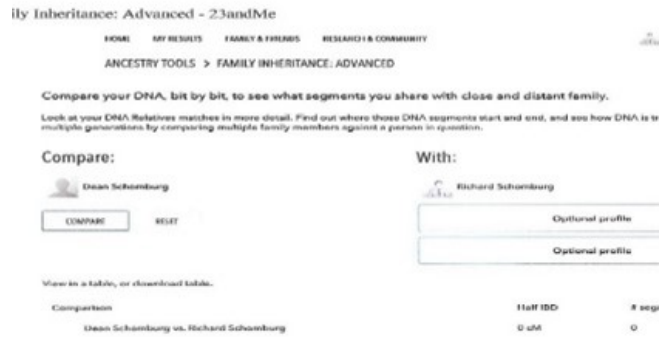 ily Inheritance: Advanced - 23andMe
HOME MY RESULTS FAMILY & FRIENDS RESEARCH & COMMUNITY
ANCESTRY TOOLS > FAMILY INHERITANCE: ADVANCED
Compare your DNA, bit by bit, to see what segments you share with close and distant family.
Look at your DNA Relatives matches in more detail. Find out where those DNA segments start and end, and see how DNA is tr
multiple generations by comparing multiple family members against a person in question.
Compare: With:
Dean Schomburg Richard Schomburg
COMPARE RESET Optional profile
Optional profile
View in a table, or download table.
Comparison Half IBD # seg
Dean Schomburg vs. Richard Schomburg 0 cM 0